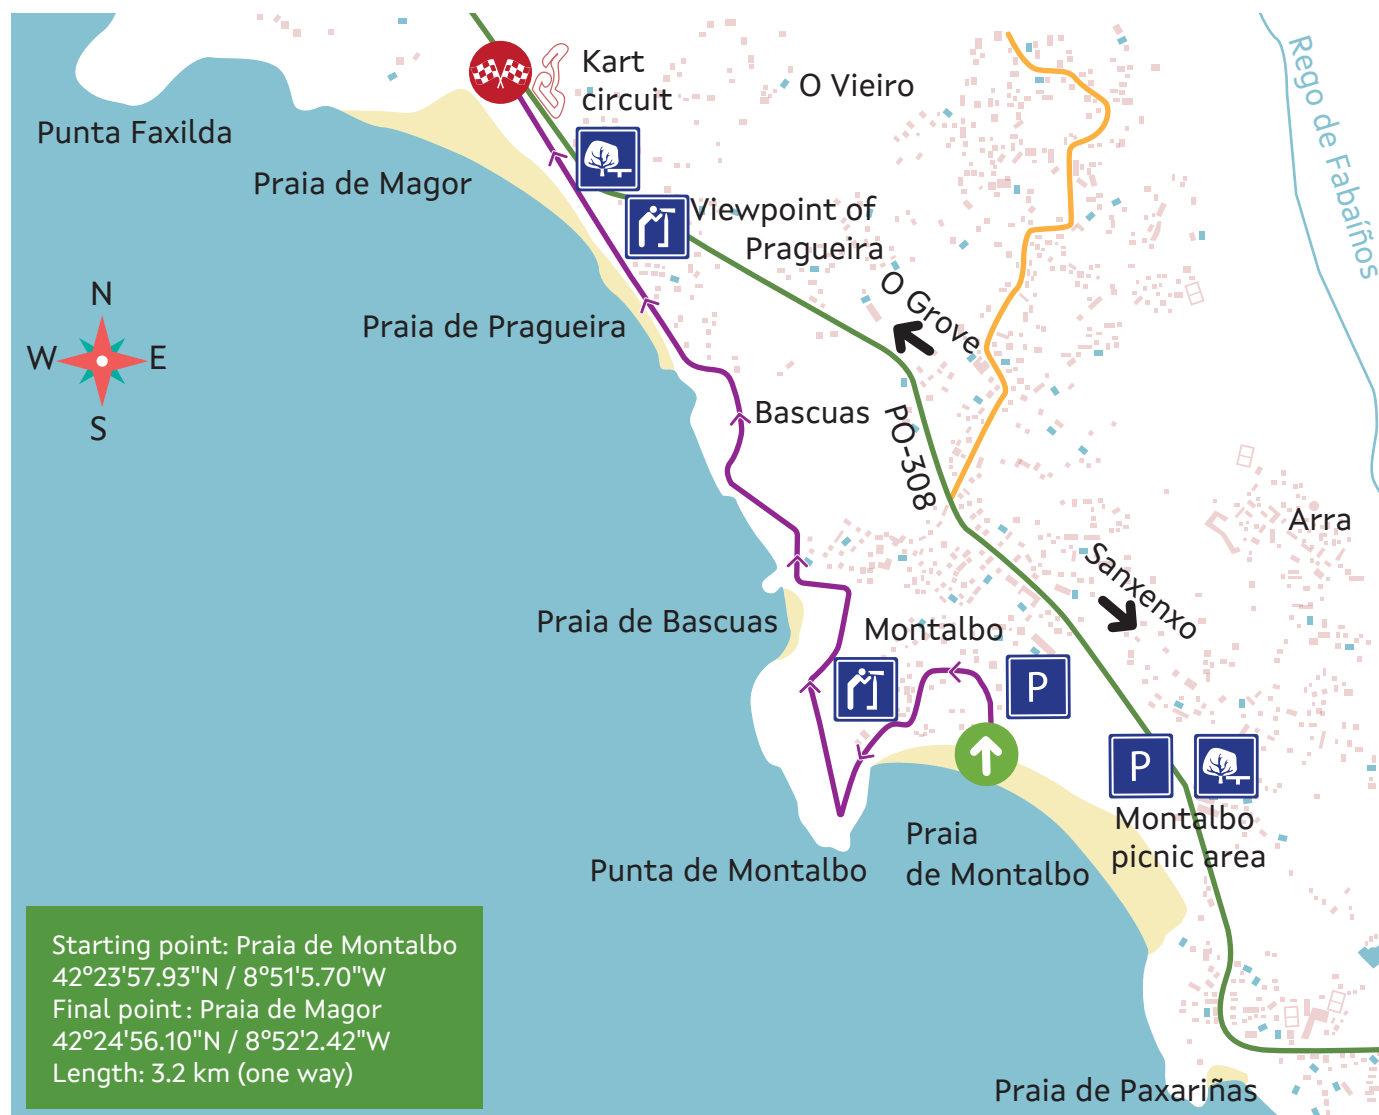 Kart
circuit
O Vieiro
Rego de Fabaíños
Punta Faxilda
Praia de Magor
Viewpoint of
Pragueira
O Grove
N
W E
S
Praia de Pragueira
Bascuas
PO-308
Arra
Sanxenxo
Praia de Bascuas
Montalbo
P
P
Montalbo
picnic area
Praia
de Montalbo
Punta de Montalbo
Starting point: Praia de Montalbo
42°23'57.93"N / 8°51'5.70"W
Final point: Praia de Magor
42°24'56.10"N / 8°52'2.42"W
Length: 3.2 km (one way)
Praia de Paxariñas